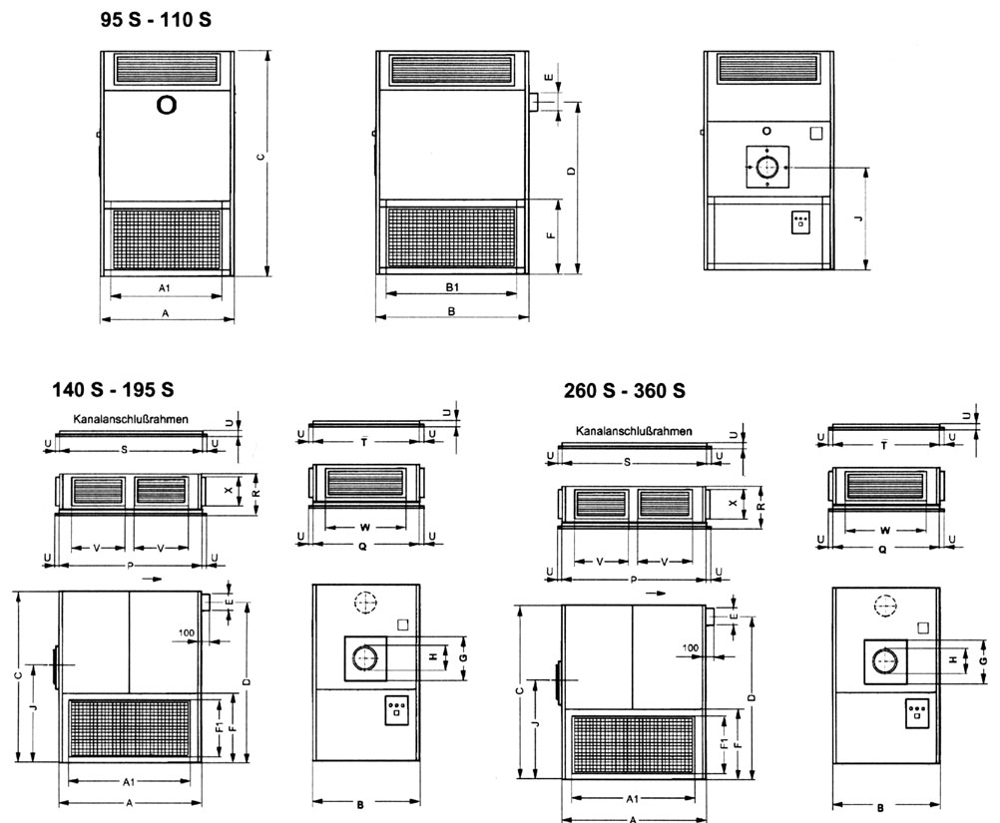 95 S - 110 S
E
C
D
F
J
A1
A
B1
B
140 S - 195 S
Kanalanschlußrahmen
U
U
S
U
U
U
T
U
X
R
V
V
U
P
U
W
U
Q
U
E
100
C
J
D
F1
F
A1
A
H
G
B
260 S - 360 S
Kanalanschlußrahmen
U
U
S
U
U
U
T
U
X
R
V
V
U
P
U
W
U
Q
U
E
100
C
J
D
F1
F
A1
A
H
G
B